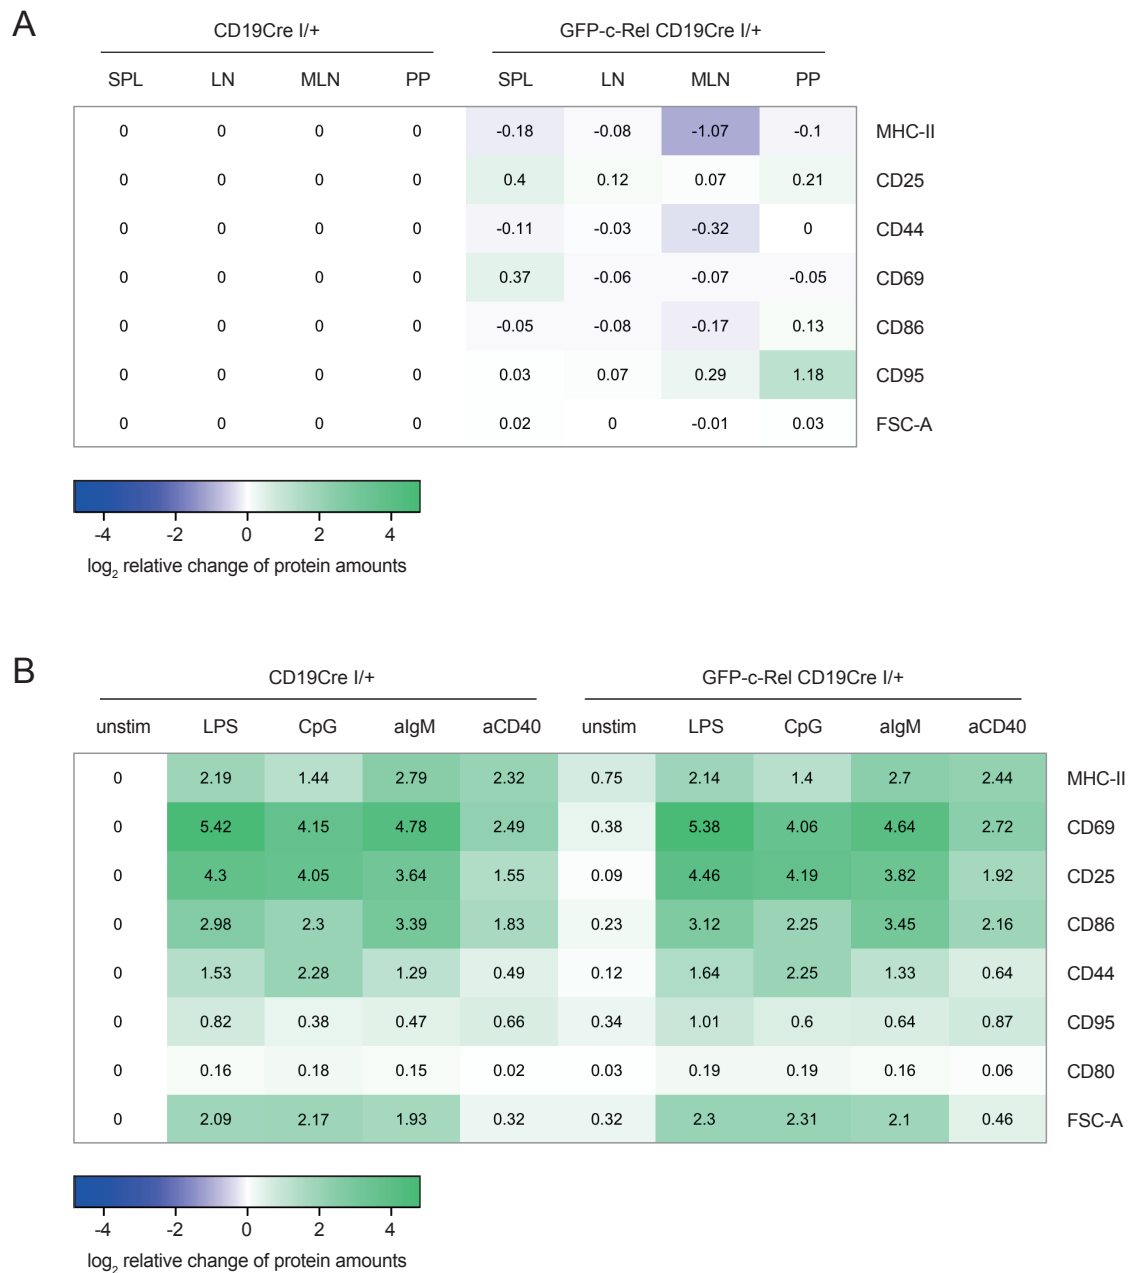 A
CD19Cre I/+ GFP-c-Rel CD19Cre I/+
SPL LN MLN PP SPL LN MLN PP
0 0 0 0 -0.18 -0.08 -1.07 -0.1 MHC-II
0 0 0 0 0.4 0.12 0.07 0.21 CD25
0 0 0 0 -0.11 -0.03 -0.32 0 CD44
0 0 0 0 0.37 -0.06 -0.07 -0.05 CD69
0 0 0 0 -0.05 -0.08 -0.17 0.13 CD86
0 0 0 0 0.03 0.07 0.29 1.18 CD95
0 0 0 0 0.02 0 -0.01 0.03 FSC-A
-4 -2 0 2 4
log2 relative change of protein amounts
B
CD19Cre I/+ GFP-c-Rel CD19Cre I/+
unstim LPS CpG aIgM aCD40 unstim LPS CpG aIgM aCD40
0 2.19 1.44 2.79 2.32 0.75 2.14 1.4 2.7 2.44 MHC-II
0 5.42 4.15 4.78 2.49 0.38 5.38 4.06 4.64 2.72 CD69
0 4.3 4.05 3.64 1.55 0.09 4.46 4.19 3.82 1.92 CD25
0 2.98 2.3 3.39 1.83 0.23 3.12 2.25 3.45 2.16 CD86
0 1.53 2.28 1.29 0.49 0.12 1.64 2.25 1.33 0.64 CD44
0 0.82 0.38 0.47 0.66 0.34 1.01 0.6 0.64 0.87 CD95
0 0.16 0.18 0.15 0.02 0.03 0.19 0.19 0.16 0.06 CD80
0 2.09 2.17 1.93 0.32 0.32 2.3 2.31 2.1 0.46 FSC-A
-4 -2 0 2 4
log2 relative change of protein amounts